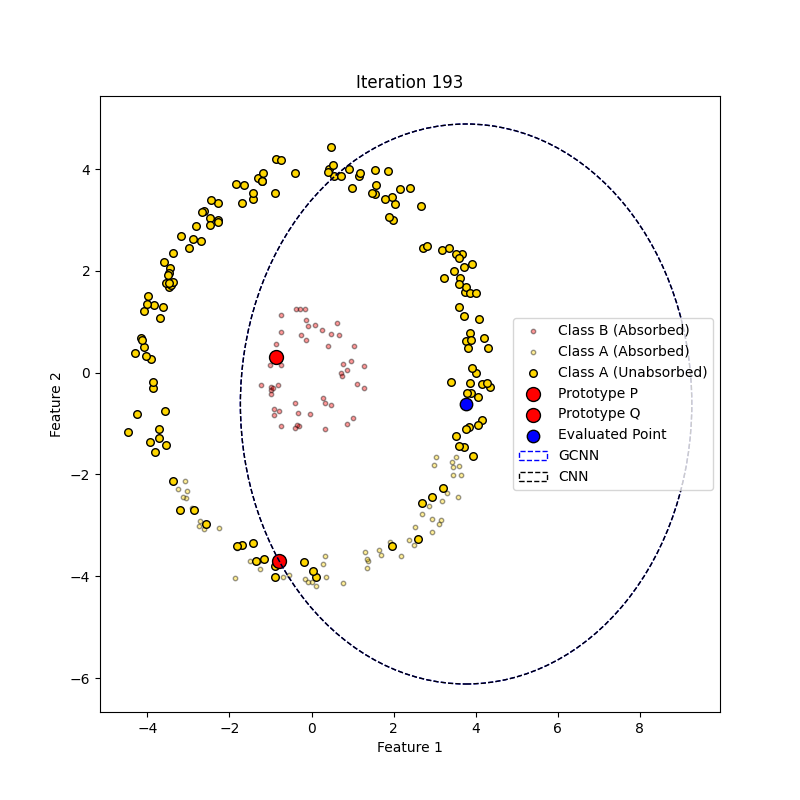 Iteration 193
Feature 2
4
2
0
−2
−4
−6
Class B (Absorbed)
Class A (Absorbed)
Class A (Unabsorbed)
Prototype P
Prototype Q
Evaluated Point
GCNN
CNN
−4
−2
0
2
4
6
8
Feature 1